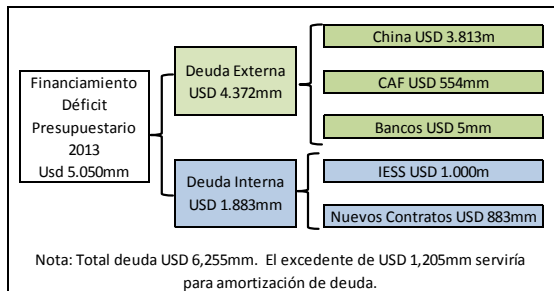 Financiamiento
Déficit
Presupuestario
2013
Usd 5.050mm
Deuda Externa
USD 4.372mm
China USD 3.813m
CAF USD 554mm
Bancos USD 5mm
Deuda Interna
USD 1.883mm
IESS USD 1.000m
Nuevos Contratos USD 883mm
Nota: Total deuda USD 6,255mm. El excedente de USD 1,205mm serviría
para amortización de deuda.